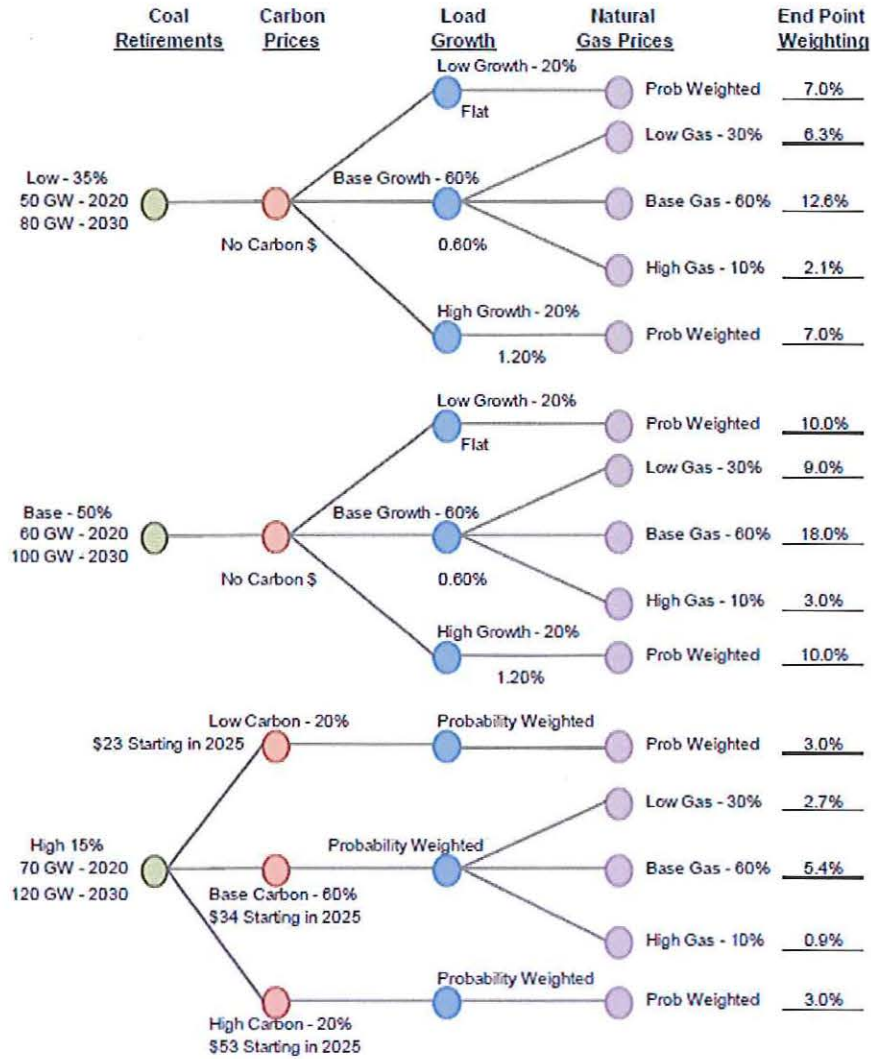 Coal Retirements
Carbon Prices
Load Growth
Natural Gas Prices
End Point Weighting
Low Growth - 20%
Flat
Prob Weighted 7.0%
Low Gas - 30% 6.3%
Low - 35%
50 GW - 2020
80 GW - 2030
No Carbon $
Base Growth - 60%
0.60%
Base Gas - 60% 12.6%
High Gas - 10% 2.1%
High Growth - 20%
1.20%
Prob Weighted 7.0%
Low Growth - 20%
Flat
Prob Weighted 10.0%
Low Gas - 30% 9.0%
Base - 50%
60 GW - 2020
100 GW - 2030
No Carbon $
Base Growth - 60%
0.60%
Base Gas - 60% 18.0%
High Gas - 10% 3.0%
High Growth - 20%
1.20%
Prob Weighted 10.0%
Low Carbon - 20%
$23 Starting in 2025
Probability Weighted
Prob Weighted 3.0%
Low Gas - 30% 2.7%
High 15%
70 GW - 2020
120 GW - 2030
Base Carbon - 60%
$34 Starting in 2025
Probability Weighted
Base Gas - 60% 5.4%
High Gas - 10% 0.9%
Probability Weighted
Prob Weighted 3.0%
High Carbon - 20%
$53 Starting in 2025